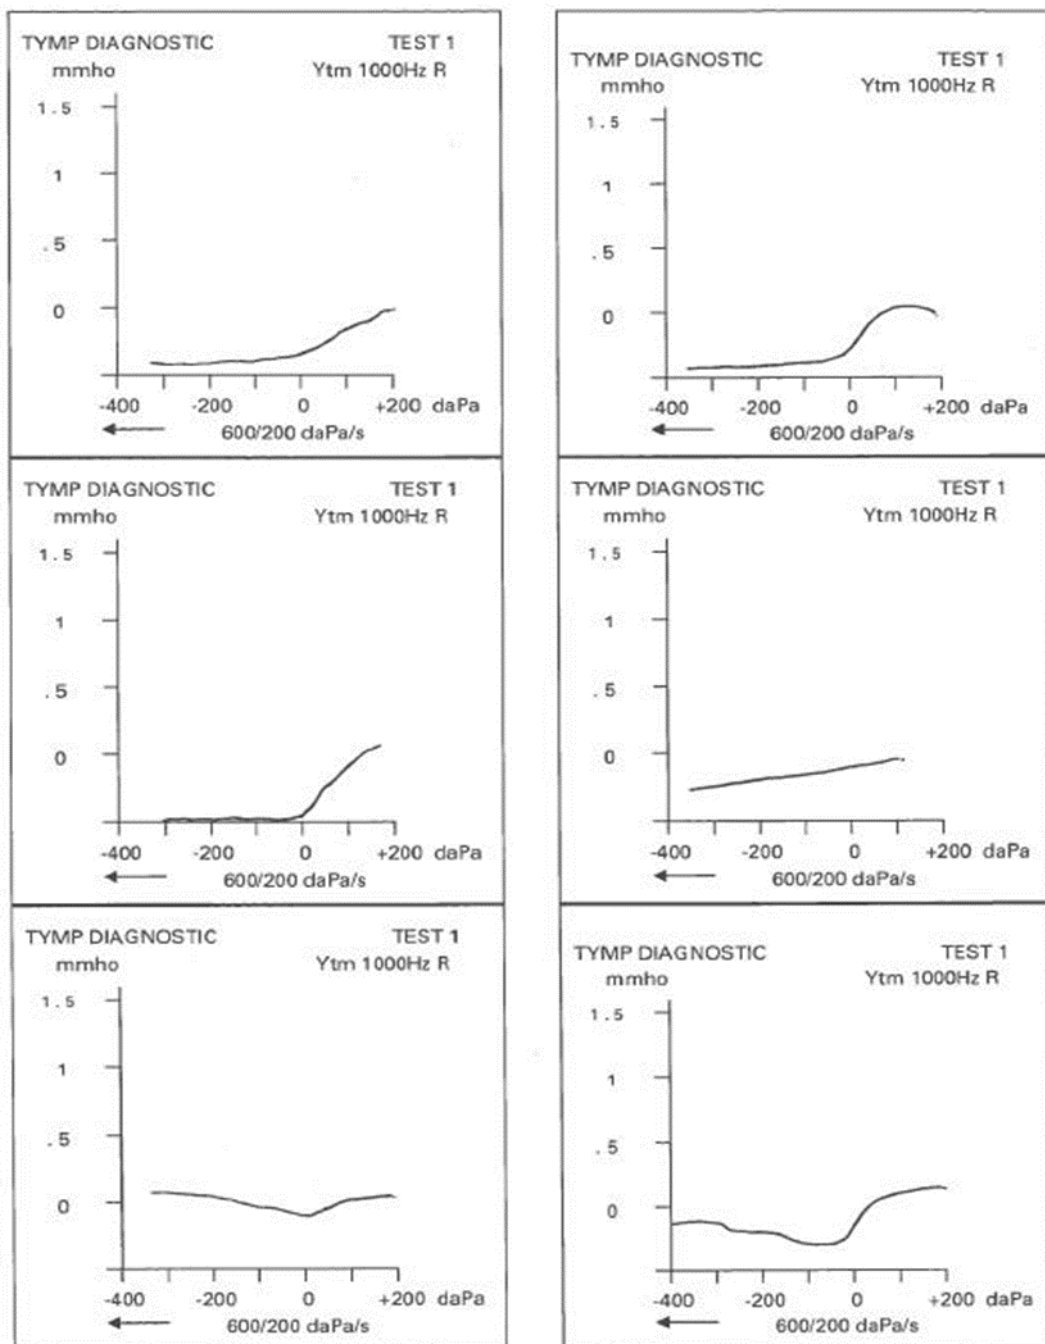 TYMP DIAGNOSTIC TEST 1
mmho Ytm 1000Hz R
1.5
1
.5
0
-400 -200 0 +200 daPa
600/200 daPa/s
TYMP DIAGNOSTIC TEST 1
mmho Ytm 1000Hz R
1.5
1
.5
0
-400 -200 0 +200 daPa
600/200 daPa/s
TYMP DIAGNOSTIC TEST 1
mmho Ytm 1000Hz R
1.5
1
.5
0
-400 -200 0 +200 daPa
600/200 daPa/s
TYMP DIAGNOSTIC TEST 1
mmho Ytm 1000Hz R
1.5
1
.5
0
-400 -200 0 +200 daPa
600/200 daPa/s
TYMP DIAGNOSTIC TEST 1
mmho Ytm 1000Hz R
1.5
1
.5
0
-400 -200 0 +200 daPa
600/200 daPa/s
TYMP DIAGNOSTIC TEST 1
mmho Ytm 1000Hz R
1.5
1
.5
0
-400 -200 0 +200 daPa
600/200 daPa/s